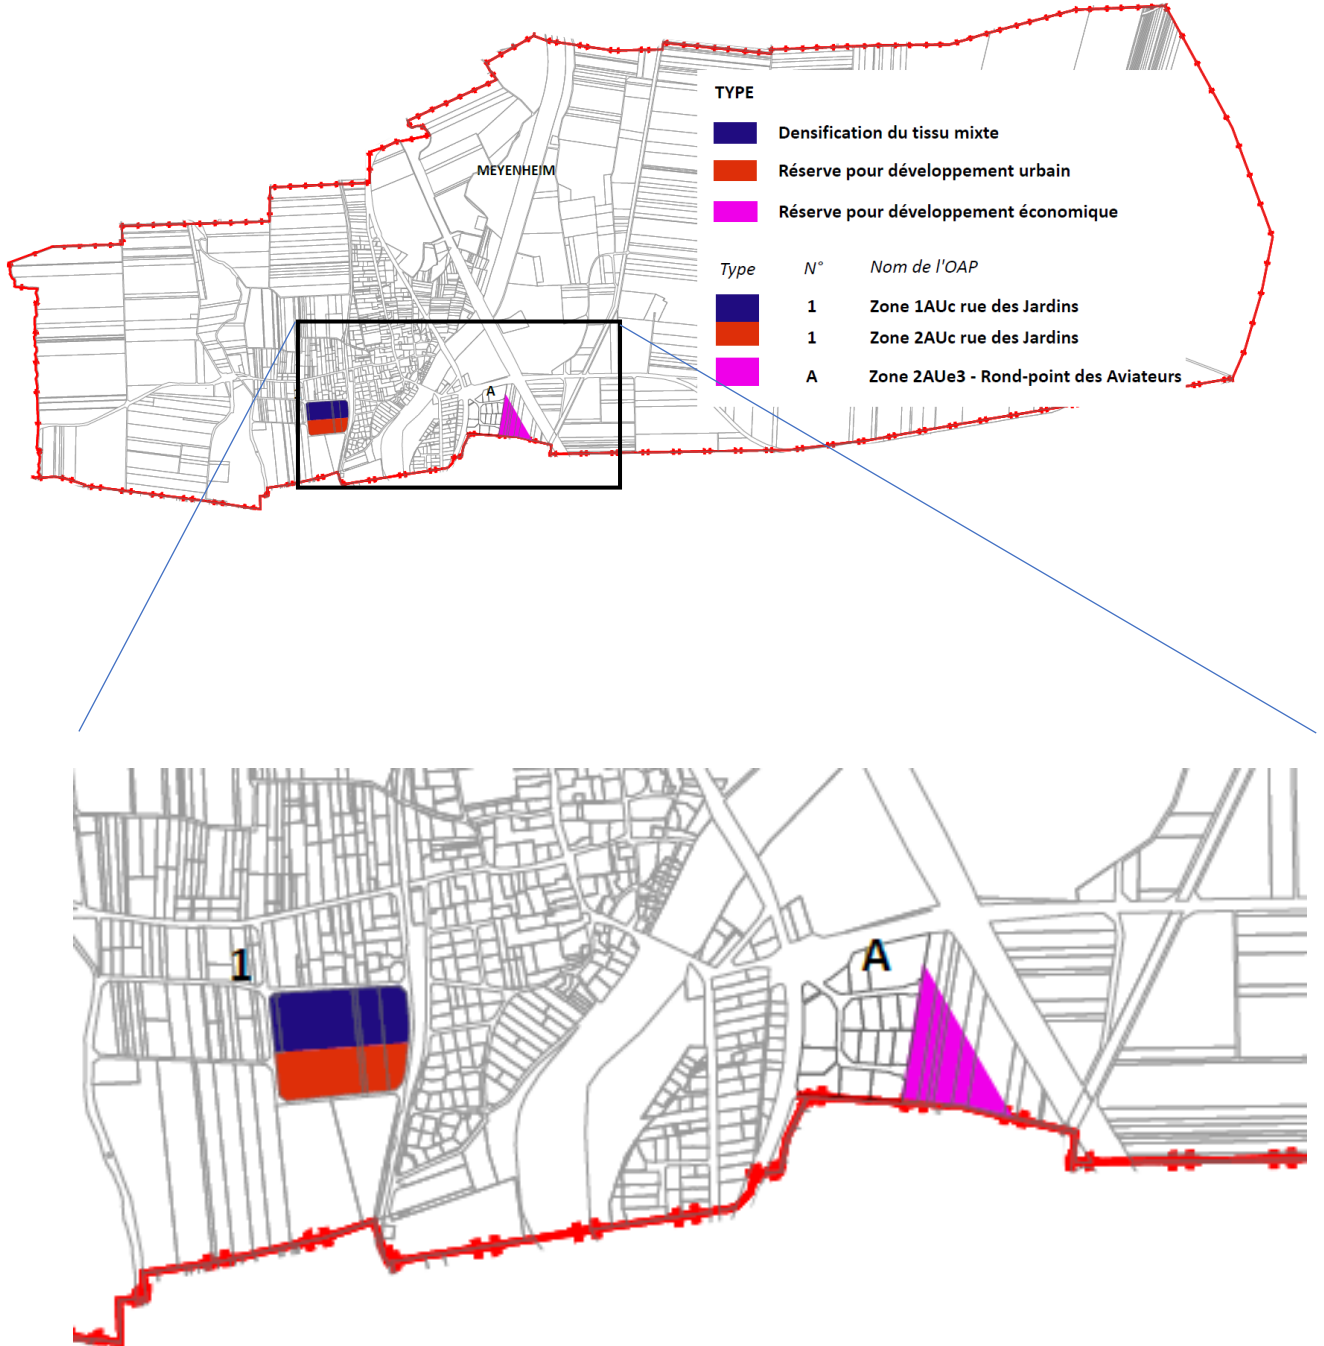 MEYENHEIM
TYPE
Densification du tissu mixte
Réserve pour développement urbain
Réserve pour développement économique
Type N° Nom de l'OAP
1 Zone 1AUc rue des Jardins
1 Zone 2AUc rue des Jardins
A Zone 2AUe3 - Rond-point des Aviateurs
A
1
A